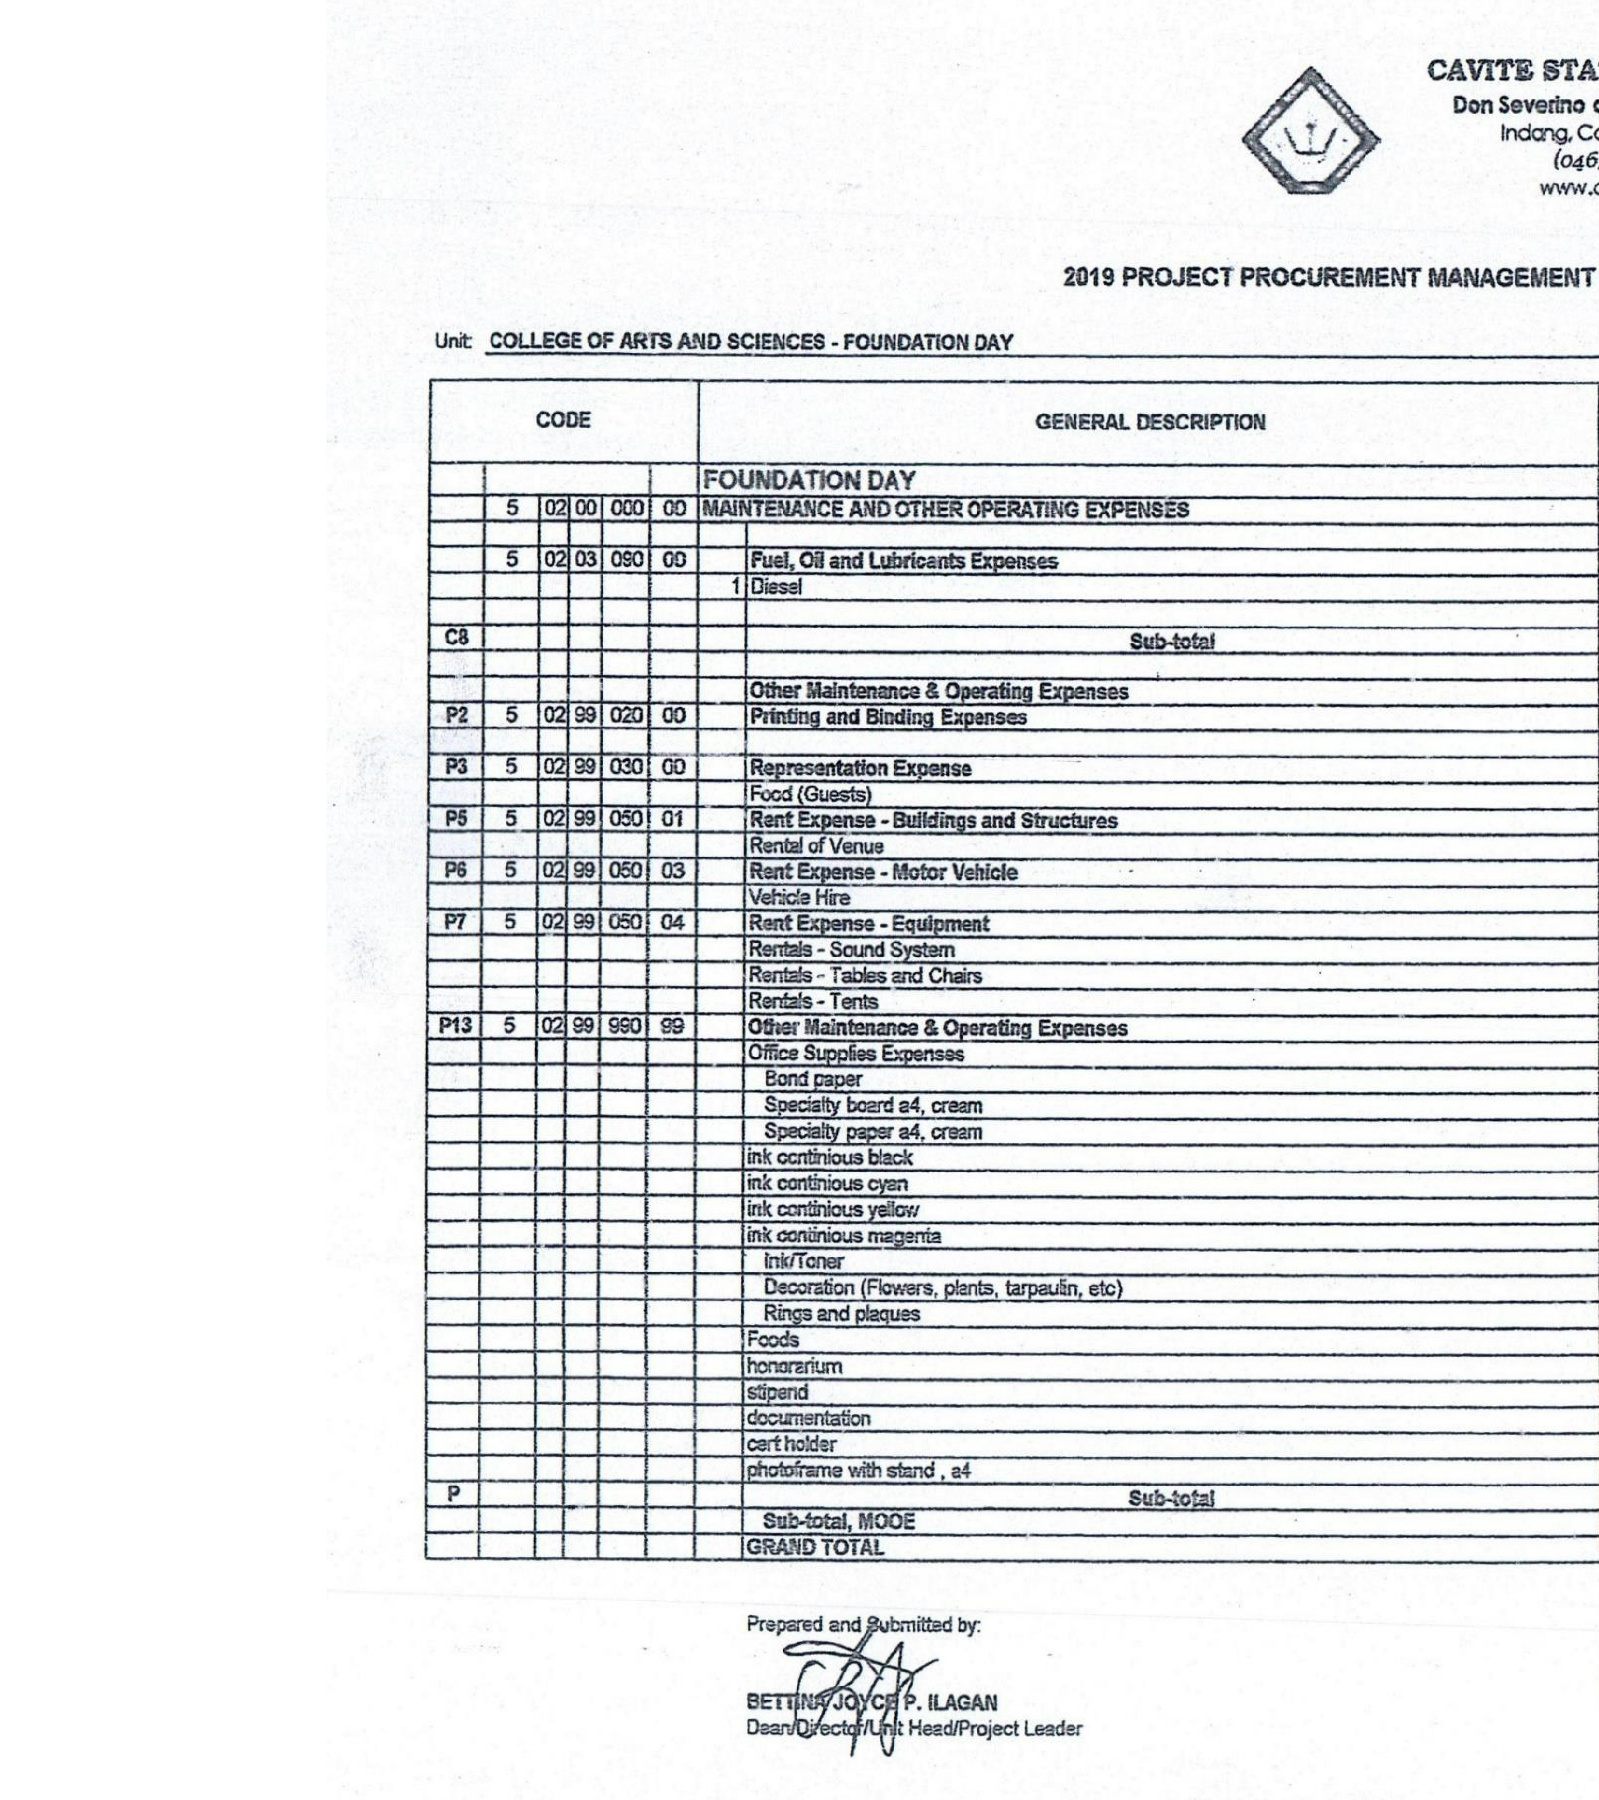 CAVITE STA
Don Severino d
Indang, Ca
(046
www.c
2019 PROJECT PROCUREMENT MANAGEMENT
Unit: COLLEGE OF ARTS AND SCIENCES - FOUNDATION DAY
CODE GENERAL DESCRIPTION
FOUNDATION DAY
5 02 00 000 00 MAINTENANCE AND OTHER OPERATING EXPENSES
5 02 03 090 00 Fuel, Oil and Lubricants Expenses
1 Diesel
C8 Sub-total
Other Maintenance & Operating Expenses
P2 5 02 99 020 00 Printing and Binding Expenses
P3 5 02 99 030 00 Representation Expense
Food (Guests)
P5 5 02 99 050 01 Rent Expense - Buildings and Structures
Rental of Venue
P6 5 02 99 050 03 Rent Expense - Motor Vehicle
Vehicle Hire
P7 5 02 99 050 04 Rent Expense - Equipment
Rentals - Sound System
Rentals - Tables and Chairs
Rentals - Tents
P13 5 02 99 990 99 Other Maintenance & Operating Expenses
Office Supplies Expenses
Bond paper
Specialty board a4, cream
Specialty paper a4, cream
ink continious black
ink continious cyan
ink continious yellow
ink continious magenta
Ink/Toner
Decoration (Flowers, plants, tarpaulin, etc)
Rings and plaques
Foods
honorarium
stipend
documentation
cert holder
photoframe with stand , a4
P Sub-total
Sub-total, MOOE
GRAND TOTAL
Prepared and Submitted by:
BETTINA JOYCE P. ILAGAN
Dean/Director/Unit Head/Project Leader